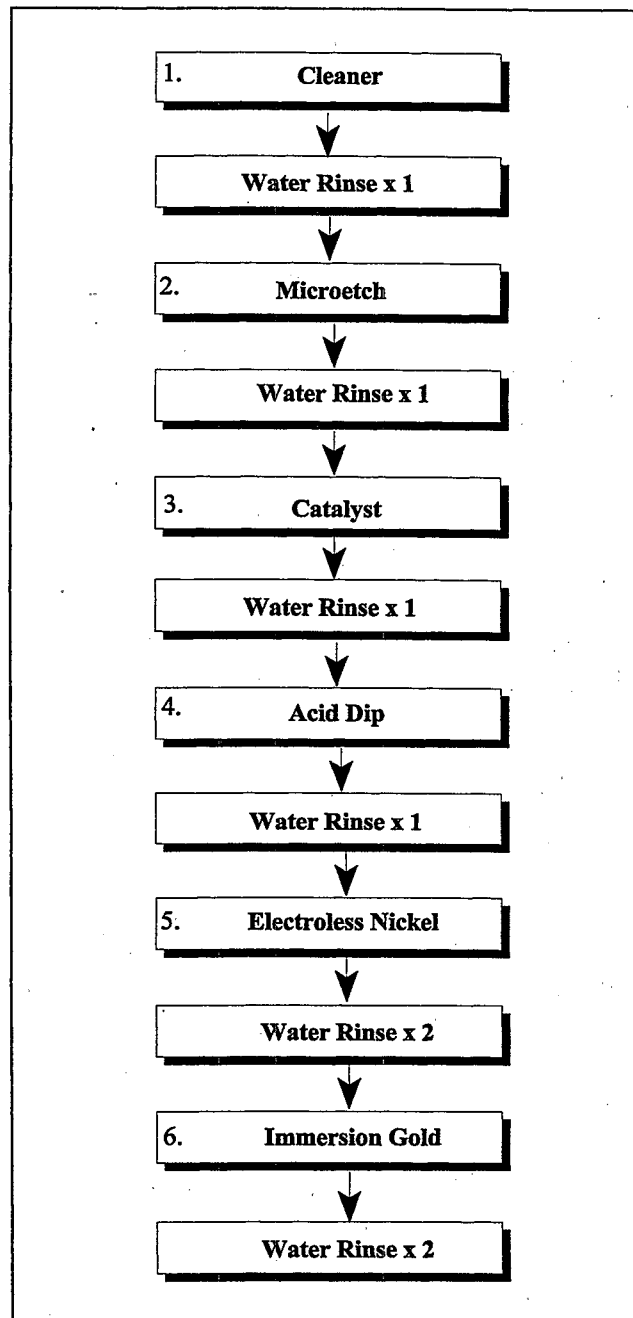 1. Cleaner
Water Rinse x 1
2. Microetch
Water Rinse x 1
3. Catalyst
Water Rinse x 1
4. Acid Dip
Water Rinse x 1
5. Electroless Nickel
Water Rinse x 2
6. Immersion Gold
Water Rinse x 2